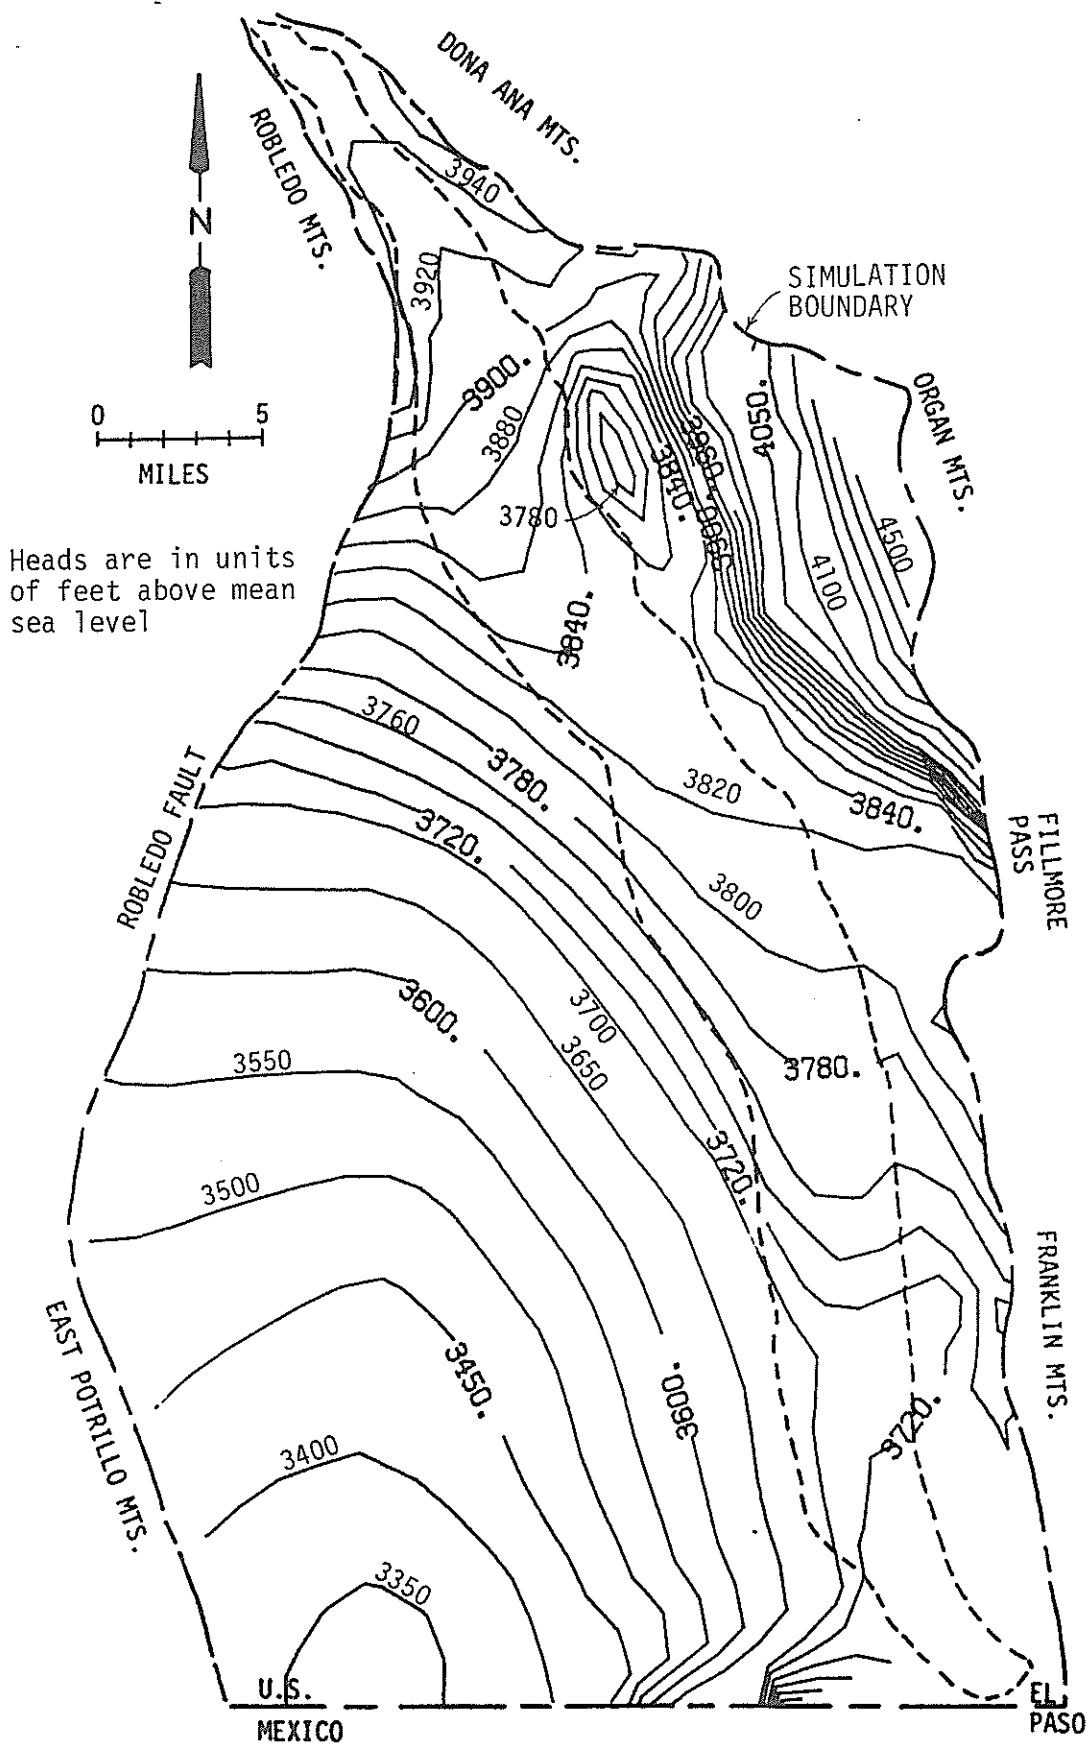 DONA ANA MTS.
ROBLEDO MTS.
N
3940
3920
SIMULATION
BOUNDARY
0 5
MILES
3900.
3880
4050.
ORGAN MTS.
3960.
3840.
3900
3780
4500
4100
Heads are in units
of feet above mean
sea level
3840.
3760
3780.
3820
3840.
ROBLEDO FAULT
3720.
FILLMORE
PASS
3800
3600.
3700
3650
3550
3780.
3720.
3500
FRANKLIN MTS.
EAST POTRILLO MTS.
3450.
3600.
3720.
3400
3350
U.S.
MEXICO
EL
PASO